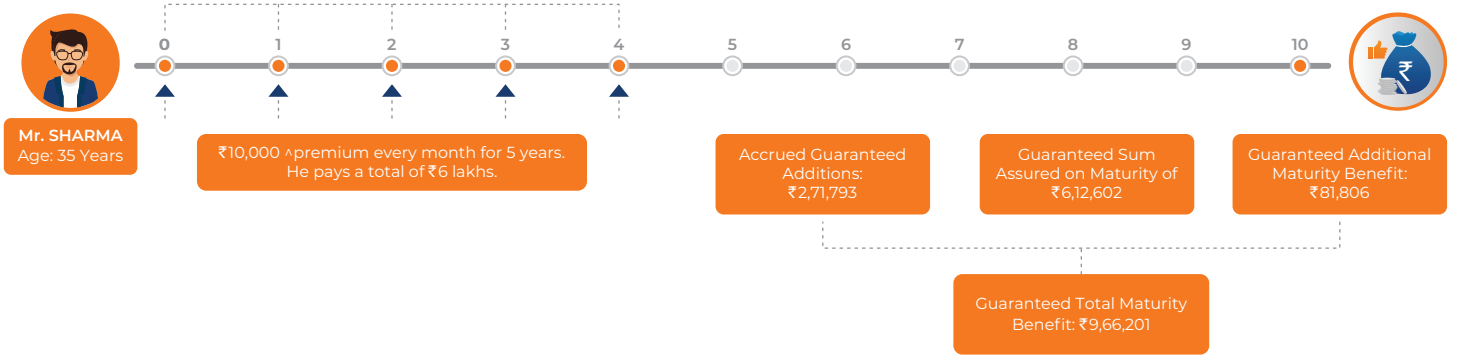 0 1 2 3 4 5 6 7 8 9 10
₹
Mr. SHARMA
Age: 35 Years
₹10,000 ^premium every month for 5 years.
He pays a total of ₹6 lakhs.
Accrued Guaranteed
Additions:
₹2,71,793
Guaranteed Sum
Assured on Maturity of
₹6,12,602
Guaranteed Additional
Maturity Benefit:
₹81,806
Guaranteed Total Maturity
Benefit: ₹9,66,201